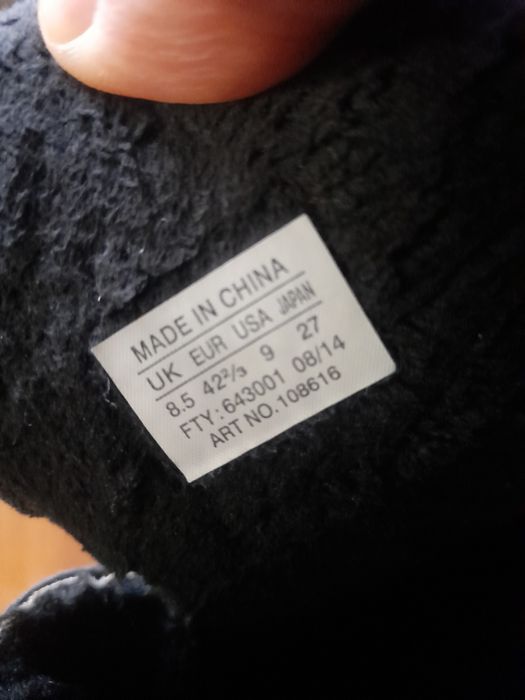 MADE IN CHINA
UK EUR USA JAPAN
8.5 42²/₃ 9 27
FTY:643001 08/14
ART NO.108616